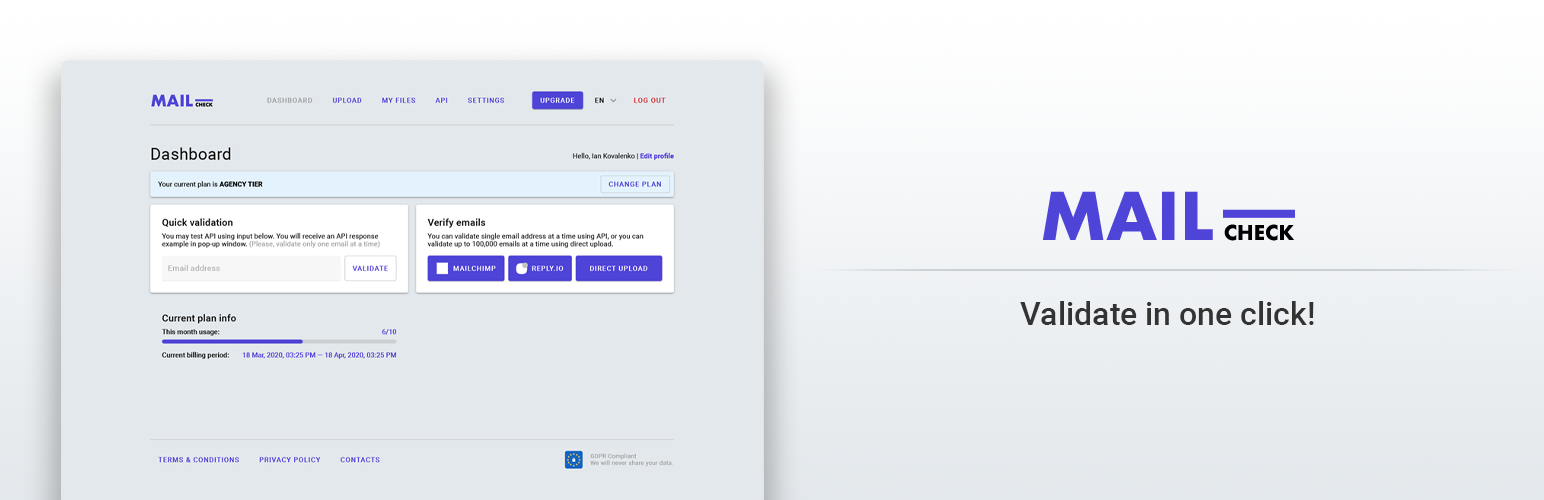 MAIL CHECK
DASHBOARD UPLOAD MY FILES API SETTINGS UPGRADE EN LOG OUT
Dashboard
Hello, Ian Kovalenko | Edit profile
Your current plan is AGENCY TIER
CHANGE PLAN
Quick validation
You may test API using input below. You will receive an API response
example in pop-up window. (Please, validate only one email at a time)
Email address
VALIDATE
Verify emails
You can validate single email address at a time using API, or you can
validate up to 100,000 emails at a time using direct upload.
MAILCHIMP REPLY.IO DIRECT UPLOAD
Current plan info
This month usage: 6/10
Current billing period: 18 Mar, 2020, 03:25 PM — 18 Apr, 2020, 03:25 PM
TERMS & CONDITIONS PRIVACY POLICY CONTACTS
GDPR Compliant
We will never share your data.
MAIL CHECK
Validate in one click!